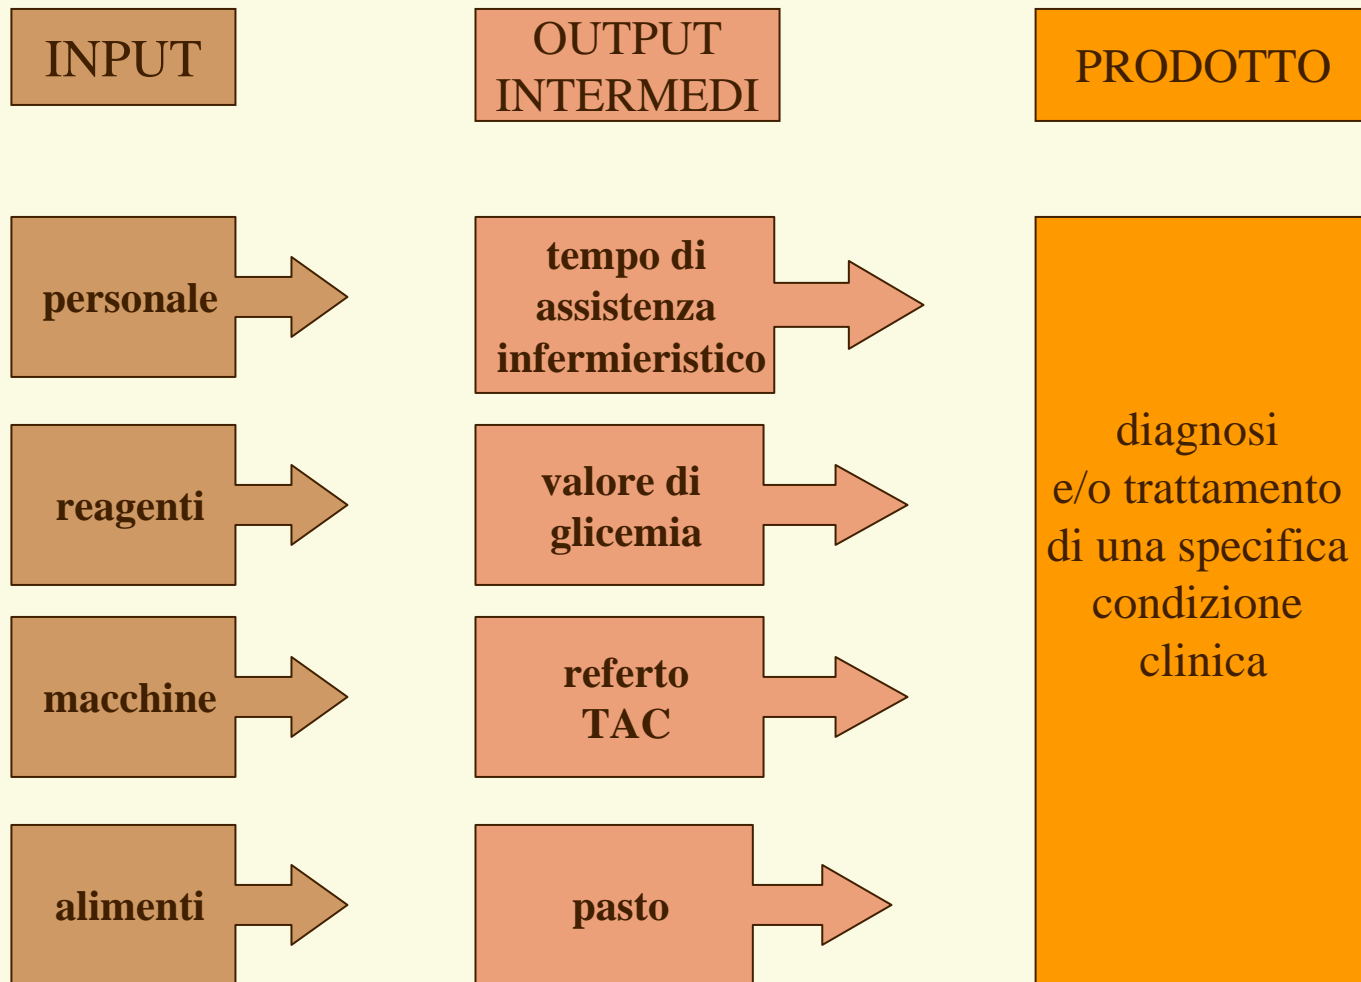 INPUT
OUTPUT
INTERMEDI
PRODOTTO
personale
tempo di
assistenza
infermieristico
reagenti
valore di
glicemia
macchine
referto
TAC
alimenti
pasto
diagnosi
e/o trattamento
di una specifica
condizione
clinica